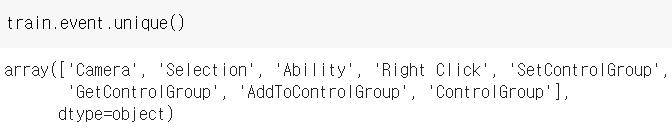 train.event.unique()
array(['Camera', 'Selection', 'Ability', 'Right Click', 'SetControlGroup',
'GetControlGroup', 'AddToControlGroup', 'ControlGroup'],
dtype=object)